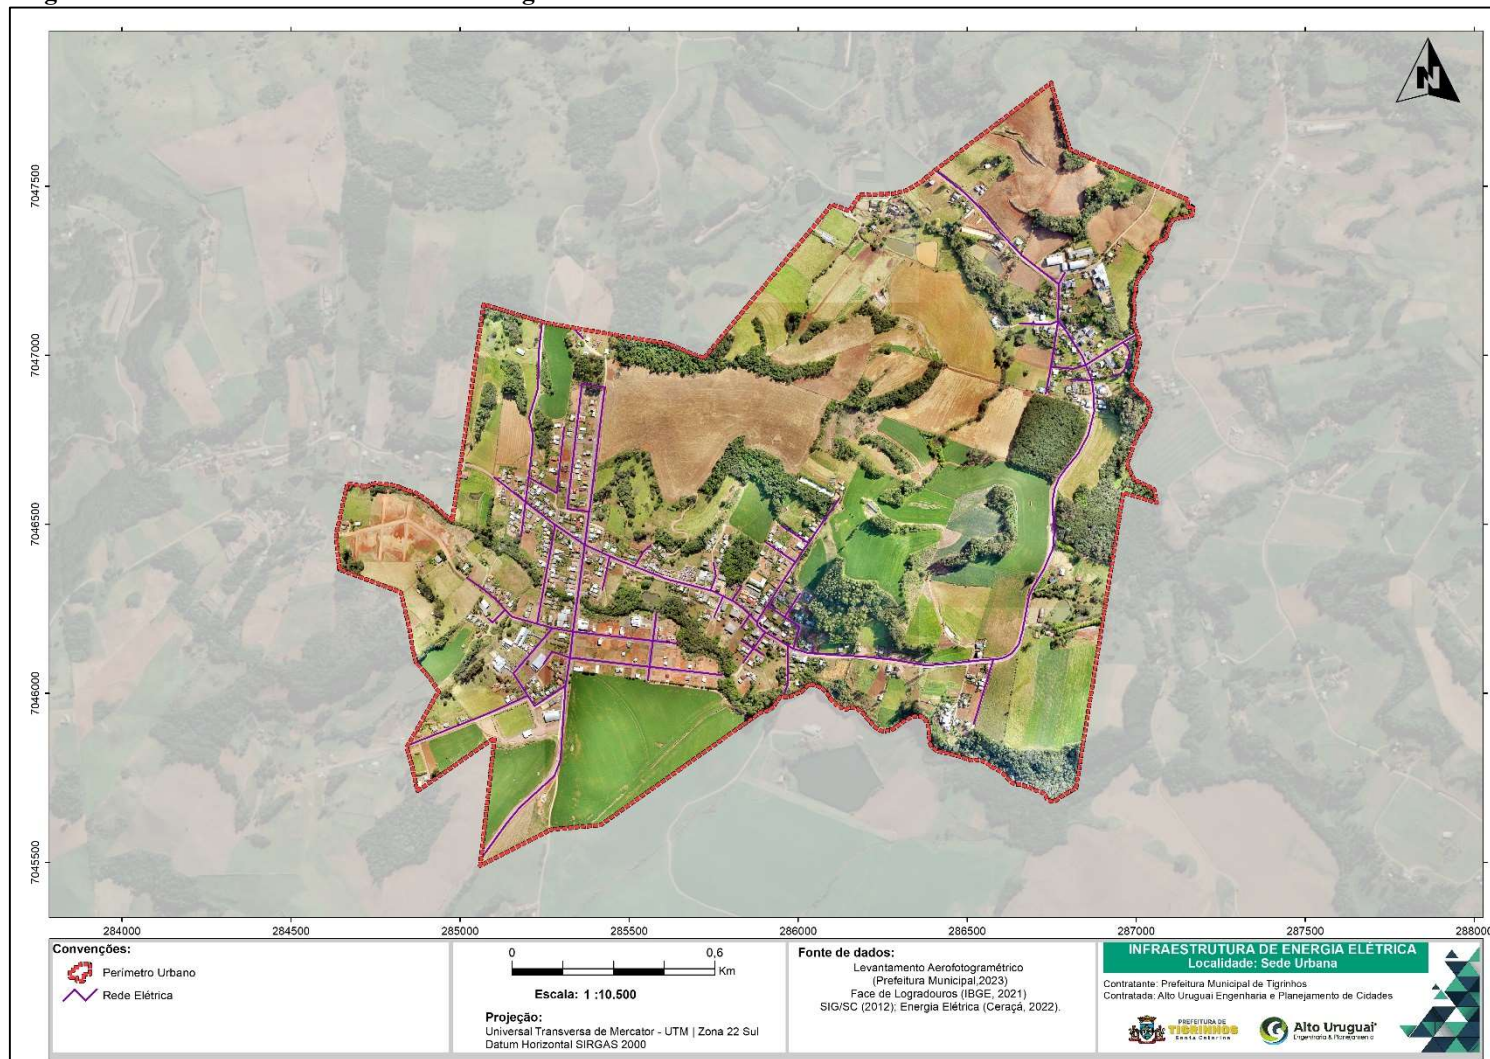 N
7047500
7047000
7046500
7046000
7045500
284000 284500 285000 285500 286000 286500 287000 287500 288000
Convenções:
Perímetro Urbano
Rede Elétrica
0 0,6
Km
Escala: 1 :10.500
Projeção:
Universal Transversa de Mercator - UTM | Zona 22 Sul
Datum Horizontal SIRGAS 2000
Fonte de dados:
Levantamento Aerofotogramétrico
(Prefeitura Municipal,2023)
Face de Logradouros (IBGE, 2021)
SIG/SC (2012); Energia Elétrica (Ceraçá, 2022).
INFRAESTRUTURA DE ENERGIA ELÉTRICA
Localidade: Sede Urbana
Contratante: Prefeitura Municipal de Tigrinhos
Contratada: Alto Uruguai Engenharia e Planejamento de Cidades
PREFEITURA DE
TIGRINHOS
Santa Catarina
Alto Uruguai
Engenharia & Planejamento